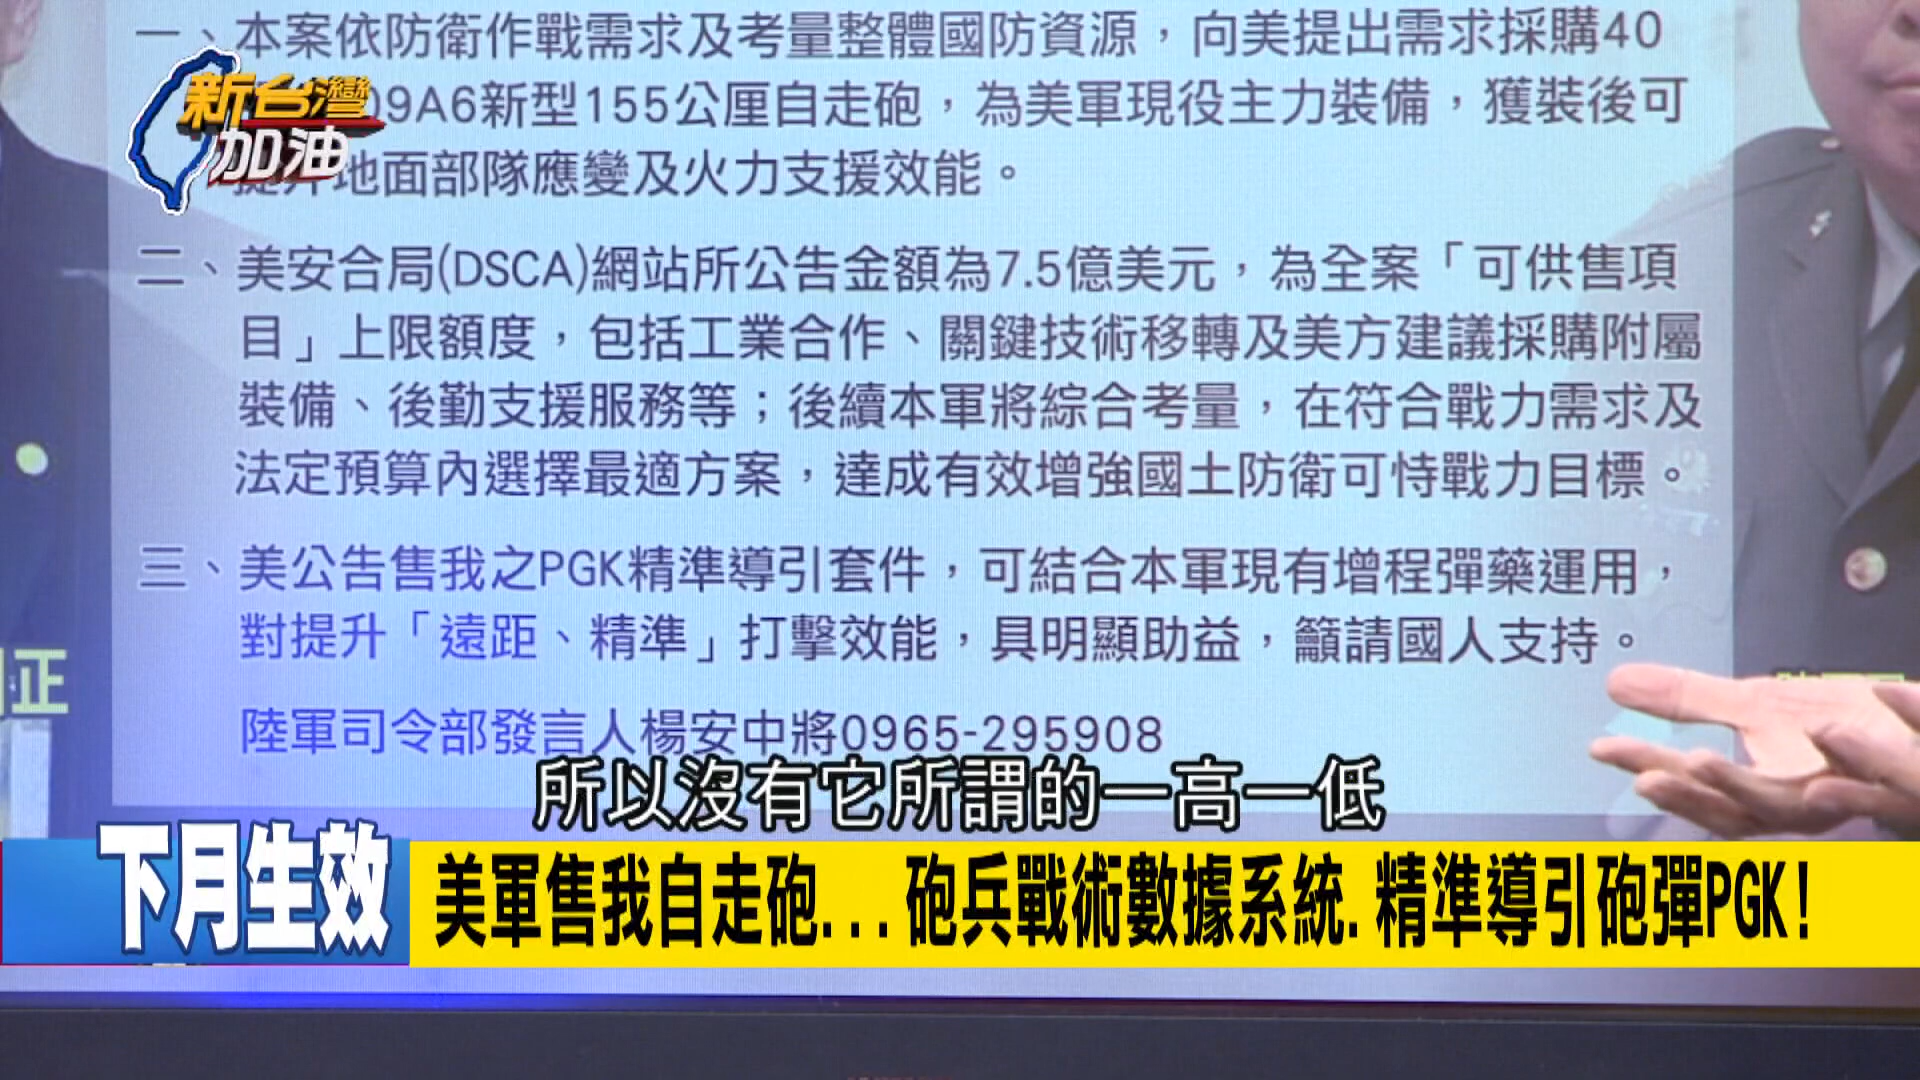 一、本案依防衛作戰需求及考量整體國防資源，向美提出需求採購40
新台灣
加油
09A6新型155公厘自走砲，為美軍現役主力裝備，獲裝後可
地面部隊應變及火力支援效能。
二、美安合局(DSCA)網站所公告金額為7.5億美元，為全案「可供售項
目」上限額度，包括工業合作、關鍵技術移轉及美方建議採購附屬
裝備、後勤支援服務等；後續本軍將綜合考量，在符合戰力需求及
法定預算內選擇最適方案，達成有效增強國土防衛可恃戰力目標。
三、美公告售我之PGK精準導引套件，可結合本軍現有增程彈藥運用，
對提升「遠距、精準」打擊效能，具明顯助益，籲請國人支持。
正
陸軍司令部發言人楊安中將0965-295908
所以沒有它所謂的一高一低
下月生效
美軍售我自走砲...砲兵戰術數據系統.精準導引砲彈PGK!